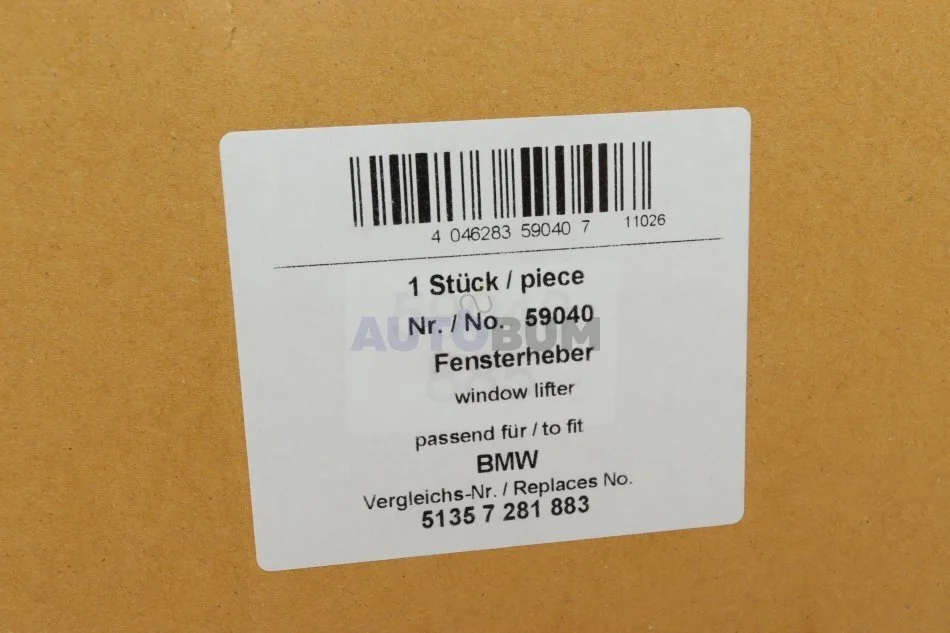 4 046283 59040 7 11026
1 Stück / piece
Nr. / No. 59040
AUTOBUM
Fensterheber
window lifter
passend für / to fit
BMW
Vergleichs-Nr. / Replaces No.
5135 7 281 883